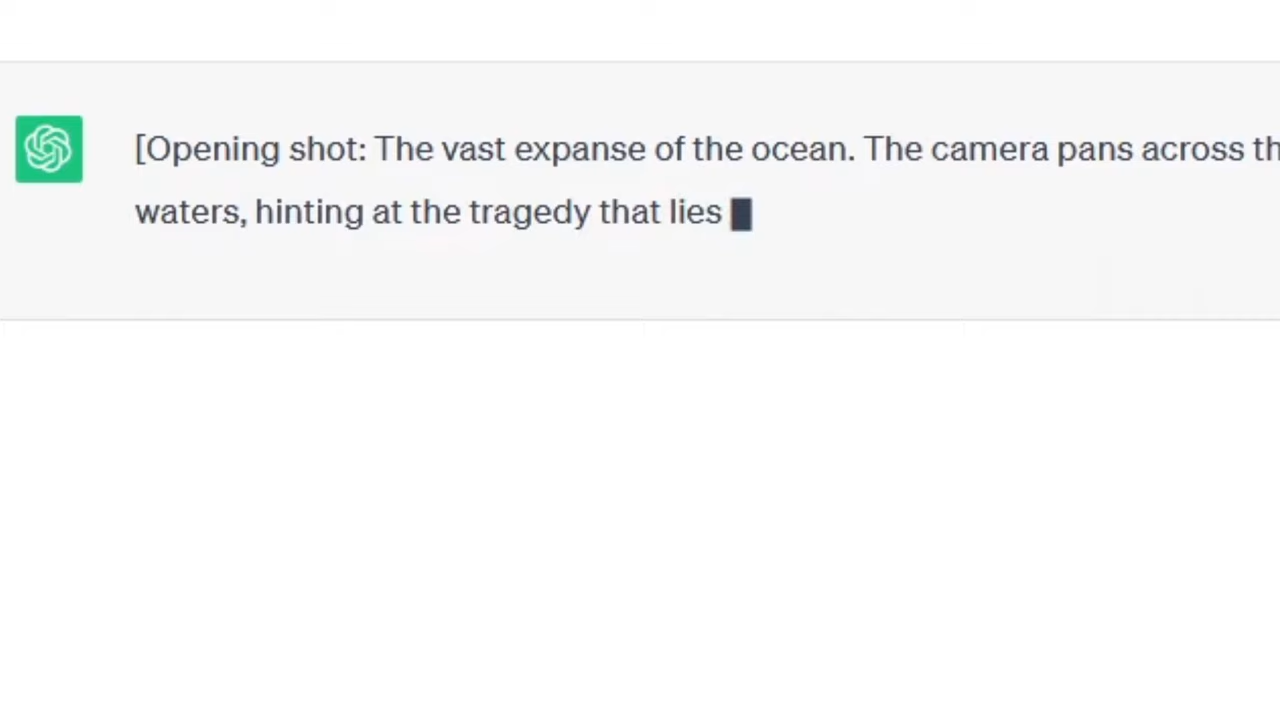 [Opening shot: The vast expanse of the ocean. The camera pans across
waters, hinting at the tragedy that lies